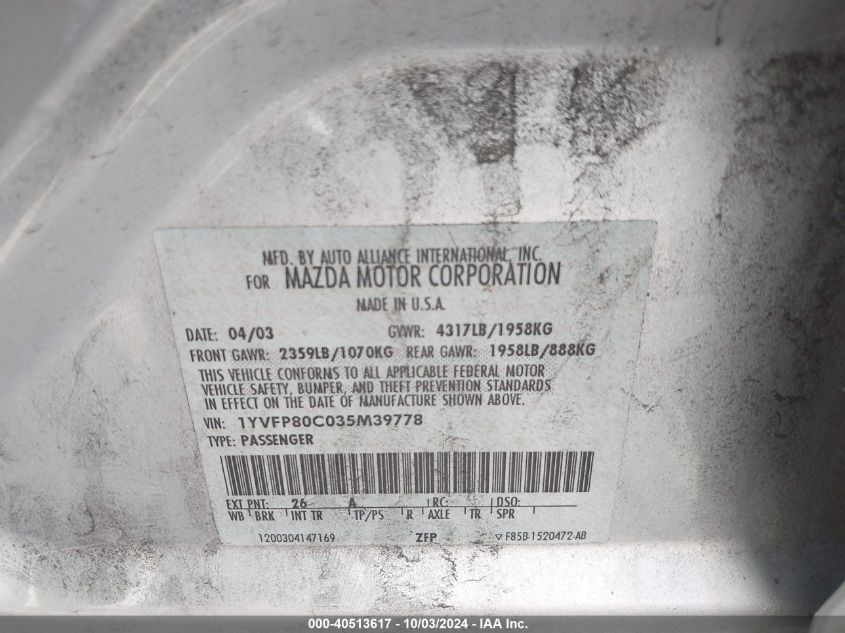 MFD. BY AUTO ALLIANCE INTERNATIONAL, INC.
FOR MAZDA MOTOR CORPORATION
MADE IN U.S.A.
DATE: 04/03 GVWR: 4317LB/1958KG
FRONT GAWR: 2359LB/1070KG REAR GAWR: 1958LB/888KG
THIS VEHICLE CONFORMS TO ALL APPLICABLE FEDERAL MOTOR
VEHICLE SAFETY, BUMPER, AND THEFT PREVENTION STANDARDS
IN EFFECT ON THE DATE OF MANUFACTURE SHOWN ABOVE.
VIN: 1YVFP80C035M39778
TYPE: PASSENGER
EXT PNT: 26 A RC: DSO:
WB BRK INT TR TP/PS R AXLE TR SPR
1200304147169 ZFP ▽ F85B-1520472-AB
000-40513617 - 10/03/2024 - IAA Inc.